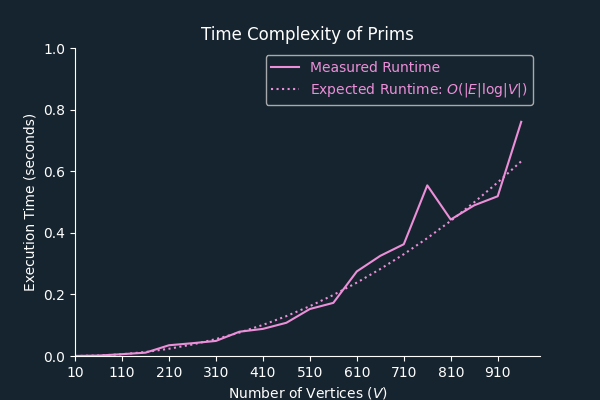 Time Complexity of Prims
Measured Runtime
Expected Runtime: O(|E|log|V|)
Execution Time (seconds)
1.0
0.8
0.6
0.4
0.2
0.0
10 110 210 310 410 510 610 710 810 910
Number of Vertices (V)